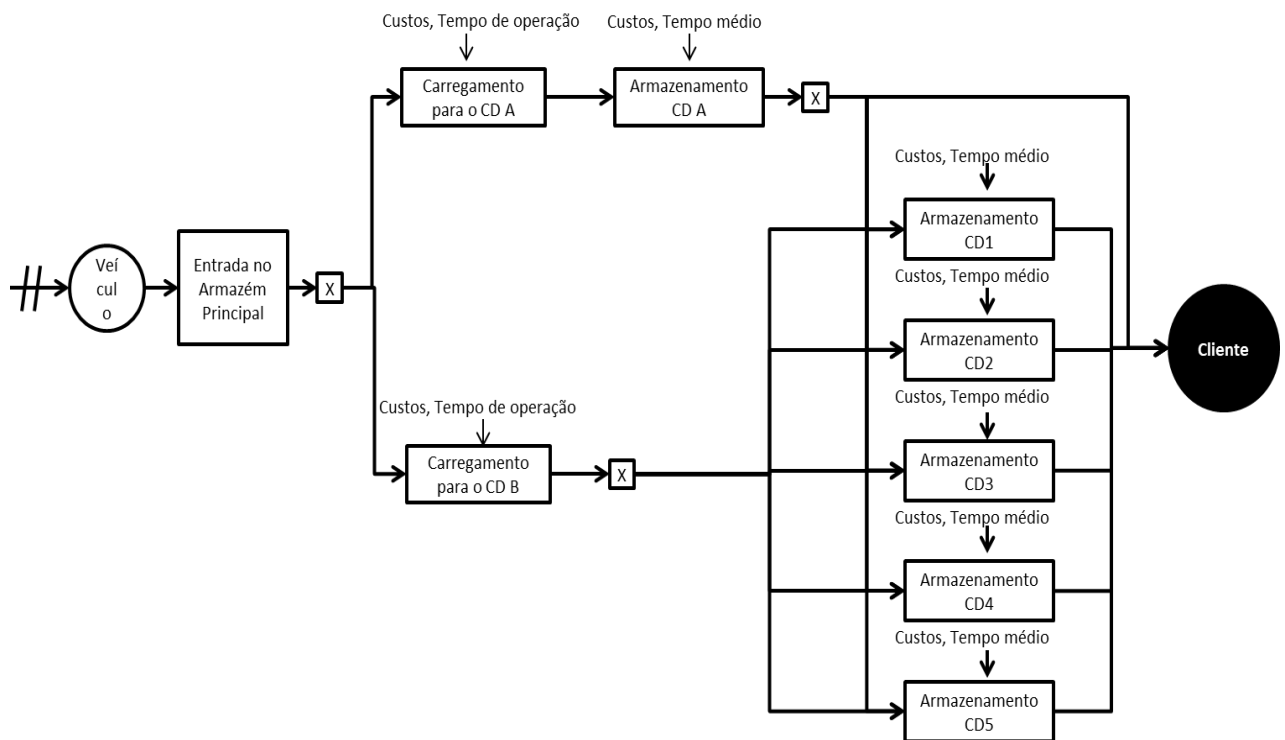 Custos, Tempo de operação
Custos, Tempo médio
Carregamento
para o CD A
Armazenamento
CD A
X
Custos, Tempo médio
Armazenamento
CD1
Veí
cul
o
Entrada no
Armazém
Principal
X
Custos, Tempo médio
Armazenamento
CD2
Cliente
Custos, Tempo de operação
Custos, Tempo médio
Carregamento
para o CD B
X
Armazenamento
CD3
Custos, Tempo médio
Armazenamento
CD4
Custos, Tempo médio
Armazenamento
CD5